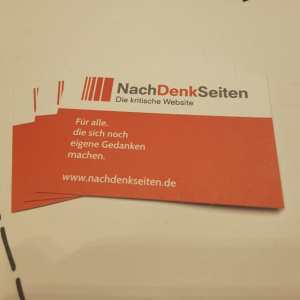 NachDenkSeiten
Die kritische Website
Für alle,
die sich noch
eigene Gedanken
machen.
www.nachdenkseiten.de